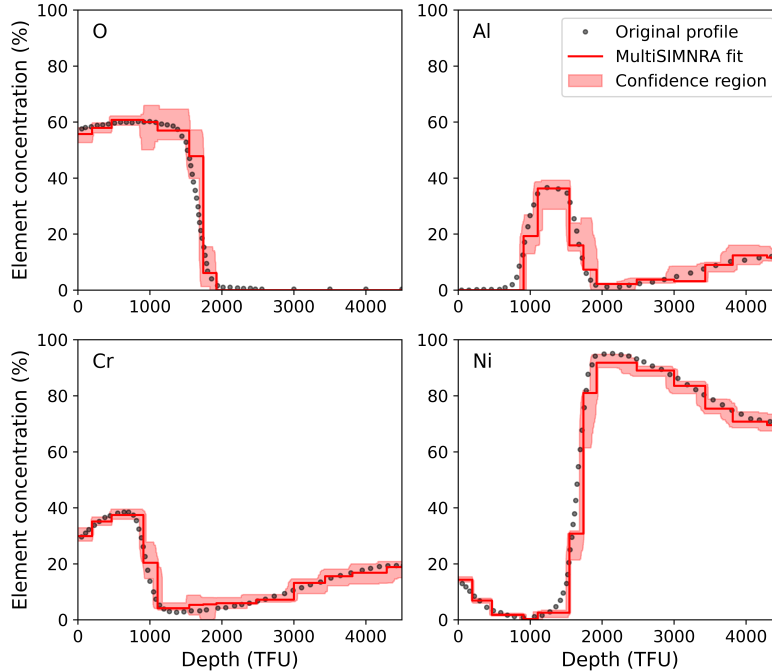 O
Al
Original profile
MultiSIMNRA fit
Confidence region
Element concentration (%)
100
80
60
40
20
0
0 1000 2000 3000 4000
100
80
60
40
20
0
0 1000 2000 3000 4000
Cr
Ni
Element concentration (%)
100
80
60
40
20
0
0 1000 2000 3000 4000
Depth (TFU)
100
80
60
40
20
0
0 1000 2000 3000 4000
Depth (TFU)